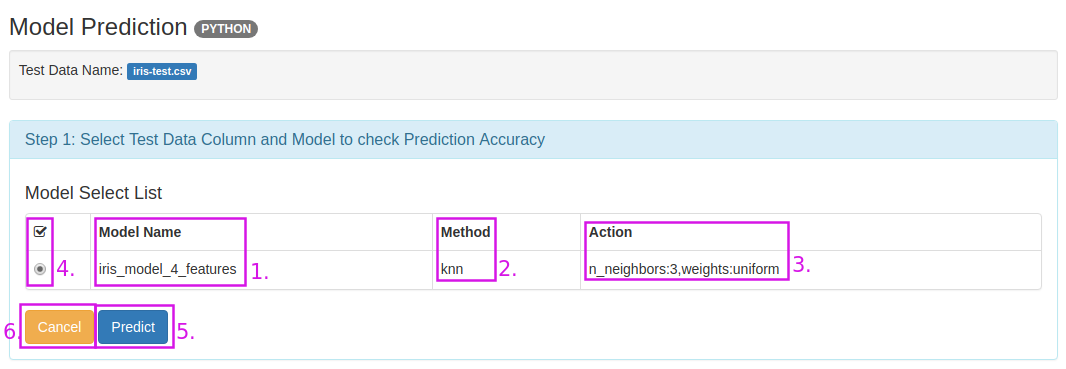 Model Prediction PYTHON
Test Data Name: iris-test.csv
Step 1: Select Test Data Column and Model to check Prediction Accuracy
Model Select List
Model Name Method Action
4. iris_model_4_features 1. knn 2. n_neighbors:3,weights:uniform 3.
6. Cancel Predict 5.